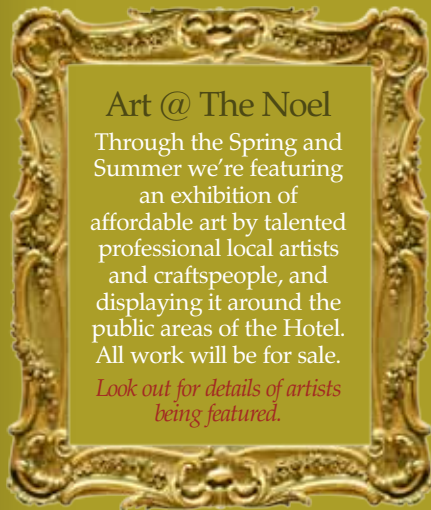 Art @ The Noel
Through the Spring and
Summer we're featuring
an exhibition of
affordable art by talented
professional local artists
and craftspeople, and
displaying it around the
public areas of the Hotel.
All work will be for sale.
Look out for details of artists
being featured.